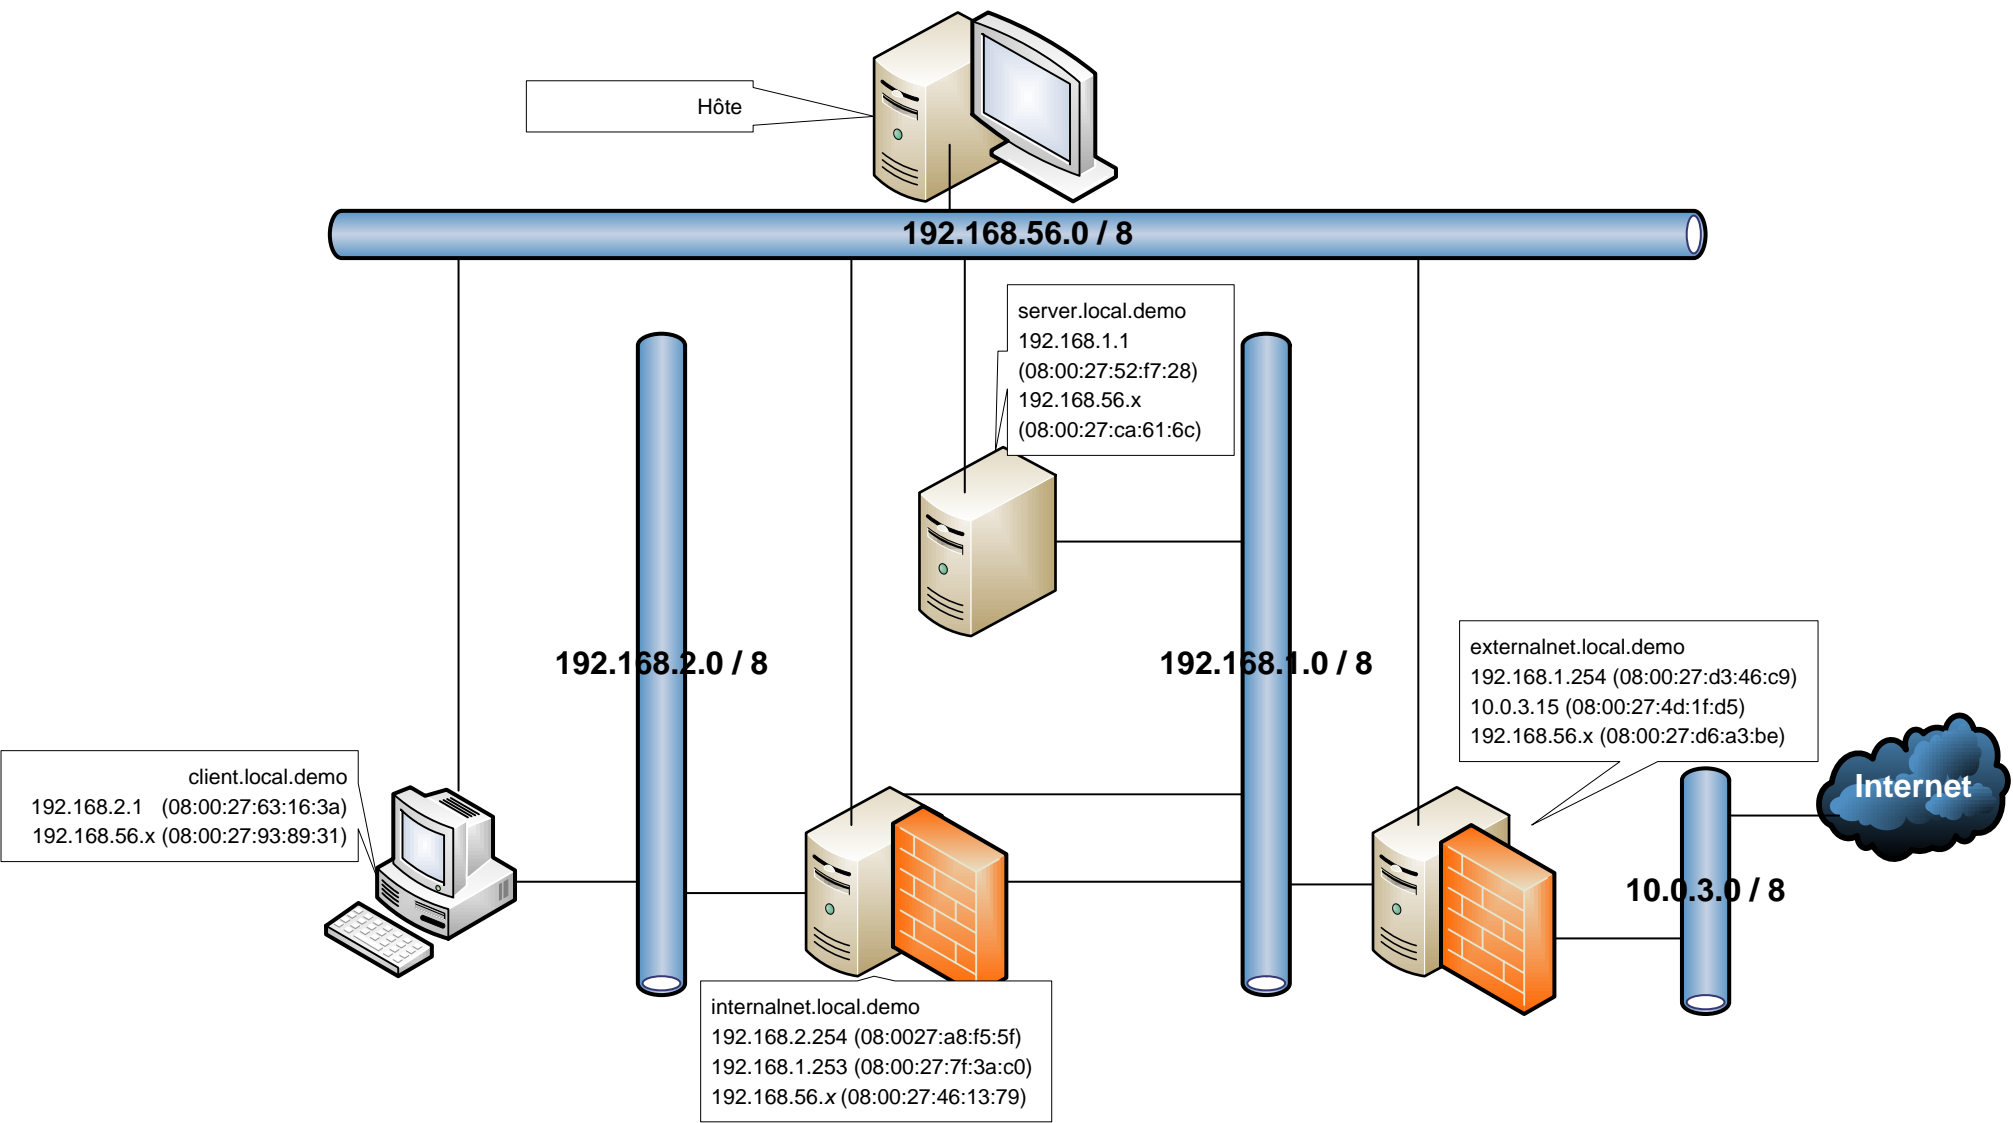 Hôte
192.168.56.0 / 8
server.local.demo
192.168.1.1
(08:00:27:52:f7:28)
192.168.56.x
(08:00:27:ca:61:6c)
192.168.2.0 / 8
192.168.1.0 / 8
externalnet.local.demo
192.168.1.254 (08:00:27:d3:46:c9)
10.0.3.15 (08:00:27:4d:1f:d5)
192.168.56.x (08:00:27:d6:a3:be)
Internet
client.local.demo
192.168.2.1 (08:00:27:63:16:3a)
192.168.56.x (08:00:27:93:89:31)
10.0.3.0 / 8
internalnet.local.demo
192.168.2.254 (08:0027:a8:f5:5f)
192.168.1.253 (08:00:27:7f:3a:c0)
192.168.56.x (08:00:27:46:13:79)